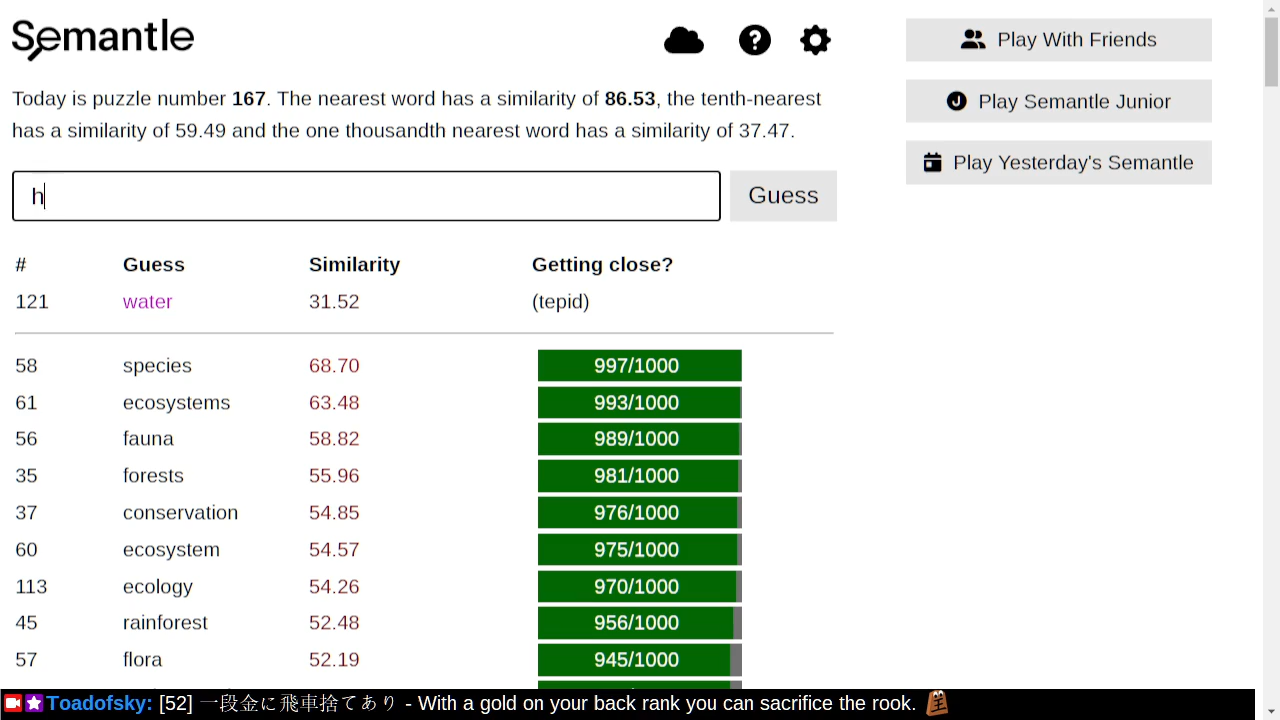 Semantle
Play With Friends
Play Semantle Junior
Play Yesterday's Semantle
Today is puzzle number 167. The nearest word has a similarity of 86.53, the tenth-nearest
has a similarity of 59.49 and the one thousandth nearest word has a similarity of 37.47.
h
Guess
# Guess Similarity Getting close?
121 water 31.52 (tepid)
58 species 68.70 997/1000
61 ecosystems 63.48 993/1000
56 fauna 58.82 989/1000
35 forests 55.96 981/1000
37 conservation 54.85 976/1000
60 ecosystem 54.57 975/1000
113 ecology 54.26 970/1000
45 rainforest 52.48 956/1000
57 flora 52.19 945/1000
Toadofsky: [52] 一段金に飛車捨てあり - With a gold on your back rank you can sacrifice the rook.